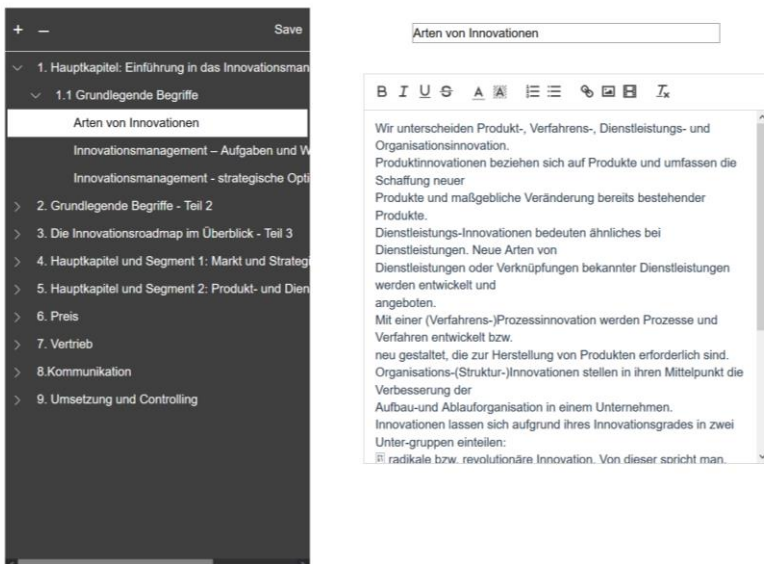 + – Save
1. Hauptkapitel: Einführung in das Innovationsman
1.1 Grundlegende Begriffe
Arten von Innovationen
Innovationsmanagement – Aufgaben und W
Innovationsmanagement - strategische Opti
2. Grundlegende Begriffe - Teil 2
3. Die Innovationsroadmap im Überblick - Teil 3
4. Hauptkapitel und Segment 1: Markt und Strategi
5. Hauptkapitel und Segment 2: Produkt- und Dien
6. Preis
7. Vertrieb
8.Kommunikation
9. Umsetzung und Controlling
Arten von Innovationen
B I U S A A
Wir unterscheiden Produkt-, Verfahrens-, Dienstleistungs- und
Organisationsinnovation.
Produktinnovationen beziehen sich auf Produkte und umfassen die
Schaffung neuer
Produkte und maßgebliche Veränderung bereits bestehender
Produkte.
Dienstleistungs-Innovationen bedeuten ähnliches bei
Dienstleistungen. Neue Arten von
Dienstleistungen oder Verknüpfungen bekannter Dienstleistungen
werden entwickelt und
angeboten.
Mit einer (Verfahrens-)Prozessinnovation werden Prozesse und
Verfahren entwickelt bzw.
neu gestaltet, die zur Herstellung von Produkten erforderlich sind.
Organisations-(Struktur-)Innovationen stellen in ihren Mittelpunkt die
Verbesserung der
Aufbau-und Ablauforganisation in einem Unternehmen.
Innovationen lassen sich aufgrund ihres Innovationsgrades in zwei
Unter-gruppen einteilen:
radikale bzw. revolutionäre Innovation. Von dieser spricht man,